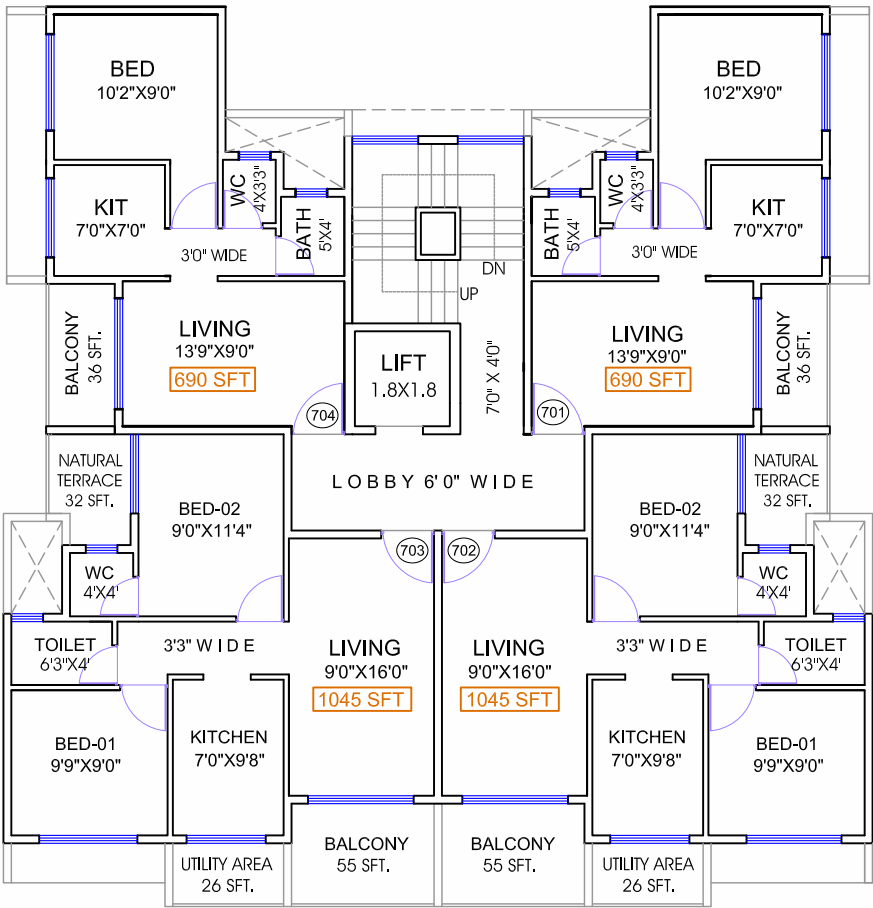 BED
10'2"X9'0"
BED
10'2"X9'0"
WC
4'X3'3"
WC
4'X3'3"
KIT
7'0"X7'0"
KIT
7'0"X7'0"
BATH
5'X4'
BATH
5'X4'
3'0" WIDE
3'0" WIDE
DN
UP
BALCONY
36 SFT.
LIVING
13'9"X9'0"
690 SFT
LIFT
1.8X1.8
7'0" X 4'0"
LIVING
13'9"X9'0"
690 SFT
BALCONY
36 SFT.
704
701
NATURAL
TERRACE
32 SFT.
LOBBY 6'0" WIDE
NATURAL
TERRACE
32 SFT.
BED-02
9'0"X11'4"
BED-02
9'0"X11'4"
703
702
WC
4'X4'
WC
4'X4'
TOILET
6'3"X4'
3'3" WIDE
LIVING
9'0"X16'0"
1045 SFT
LIVING
9'0"X16'0"
1045 SFT
3'3" WIDE
TOILET
6'3"X4'
BED-01
9'9"X9'0"
KITCHEN
7'0"X9'8"
KITCHEN
7'0"X9'8"
BED-01
9'9"X9'0"
UTILITY AREA
26 SFT.
BALCONY
55 SFT.
BALCONY
55 SFT.
UTILITY AREA
26 SFT.